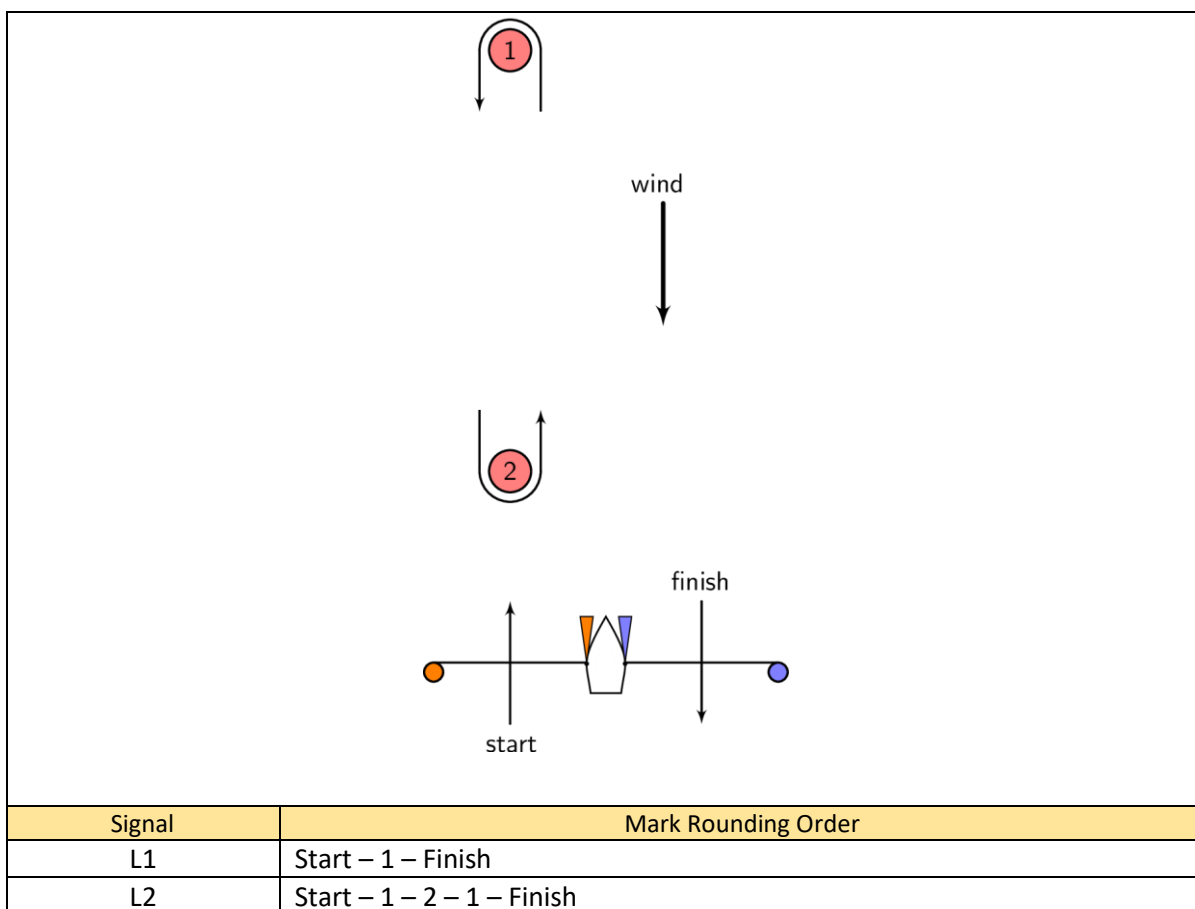 1
wind
2
finish
start
Signal Mark Rounding Order
L1 Start – 1 – Finish
L2 Start – 1 – 2 – 1 – Finish